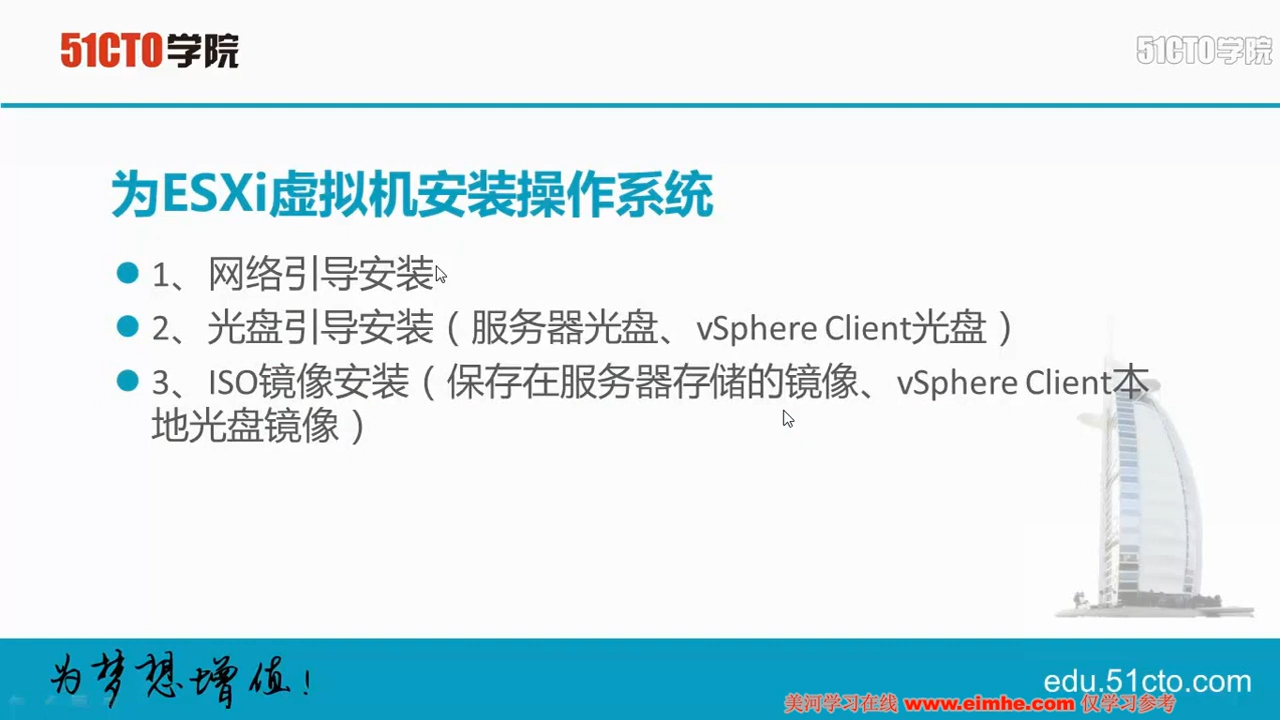 51CTO学院
51CTO学院
为ESXi虚拟机安装操作系统
1、网络引导安装
2、光盘引导安装（服务器光盘、vSphere Client光盘）
3、ISO镜像安装（保存在服务器存储的镜像、vSphere Client本
地光盘镜像）
为梦想增值!
edu.51cto.com
美河学习在线 www.eimhe.com 仅学习参考